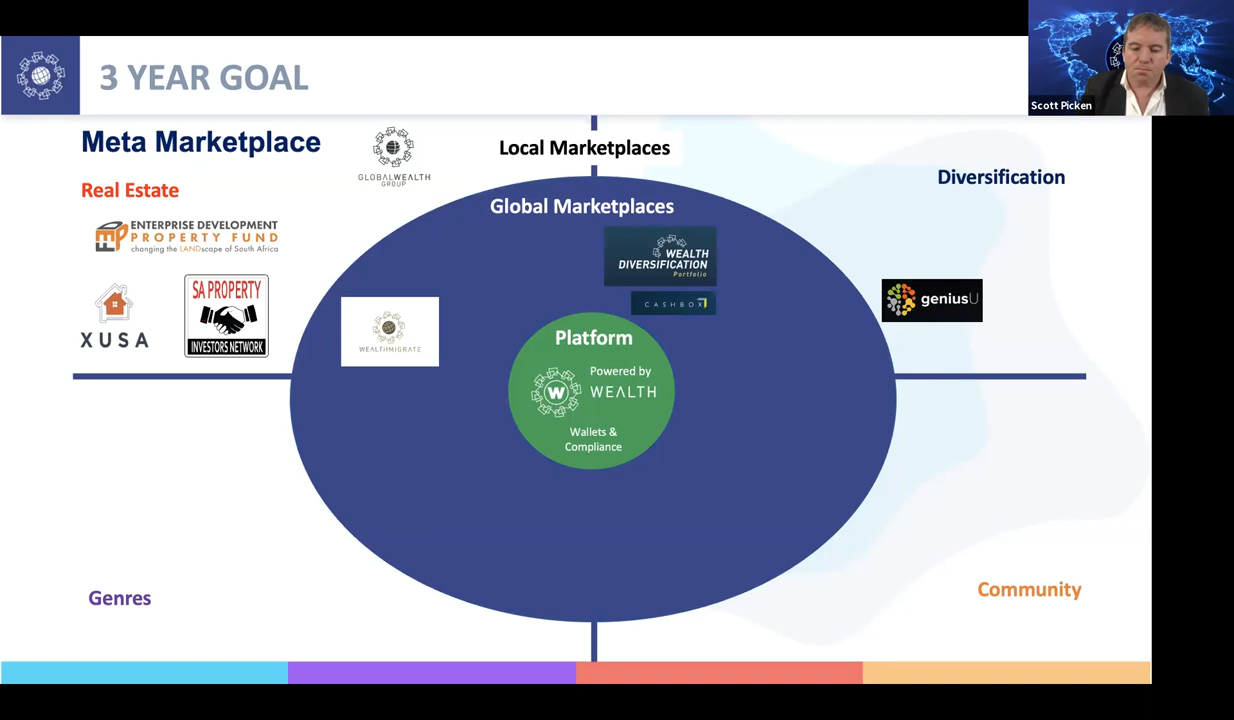 3 YEAR GOAL
Scott Picken
Meta Marketplace
GLOBALWEALTH
GROUP
Local Marketplaces
Real Estate
Diversification
Global Marketplaces
EDP
ENTERPRISE DEVELOPMENT
PROPERTY FUND
changing the LANDscape of South Africa
WEALTH
DIVERSIFICATION
Portfolio
CASHBOX
geniusU
XUSA
SA PROPERTY
INVESTORS NETWORK
WEALTHMIGRATE
Platform
Powered by
W WEALTH
Wallets &
Compliance
Genres
Community